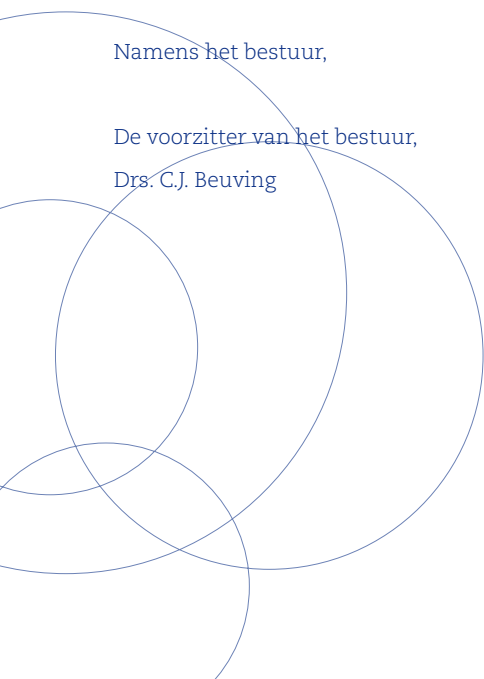 Namens het bestuur,
De voorzitter van het bestuur,
Drs. C.J. Beuving